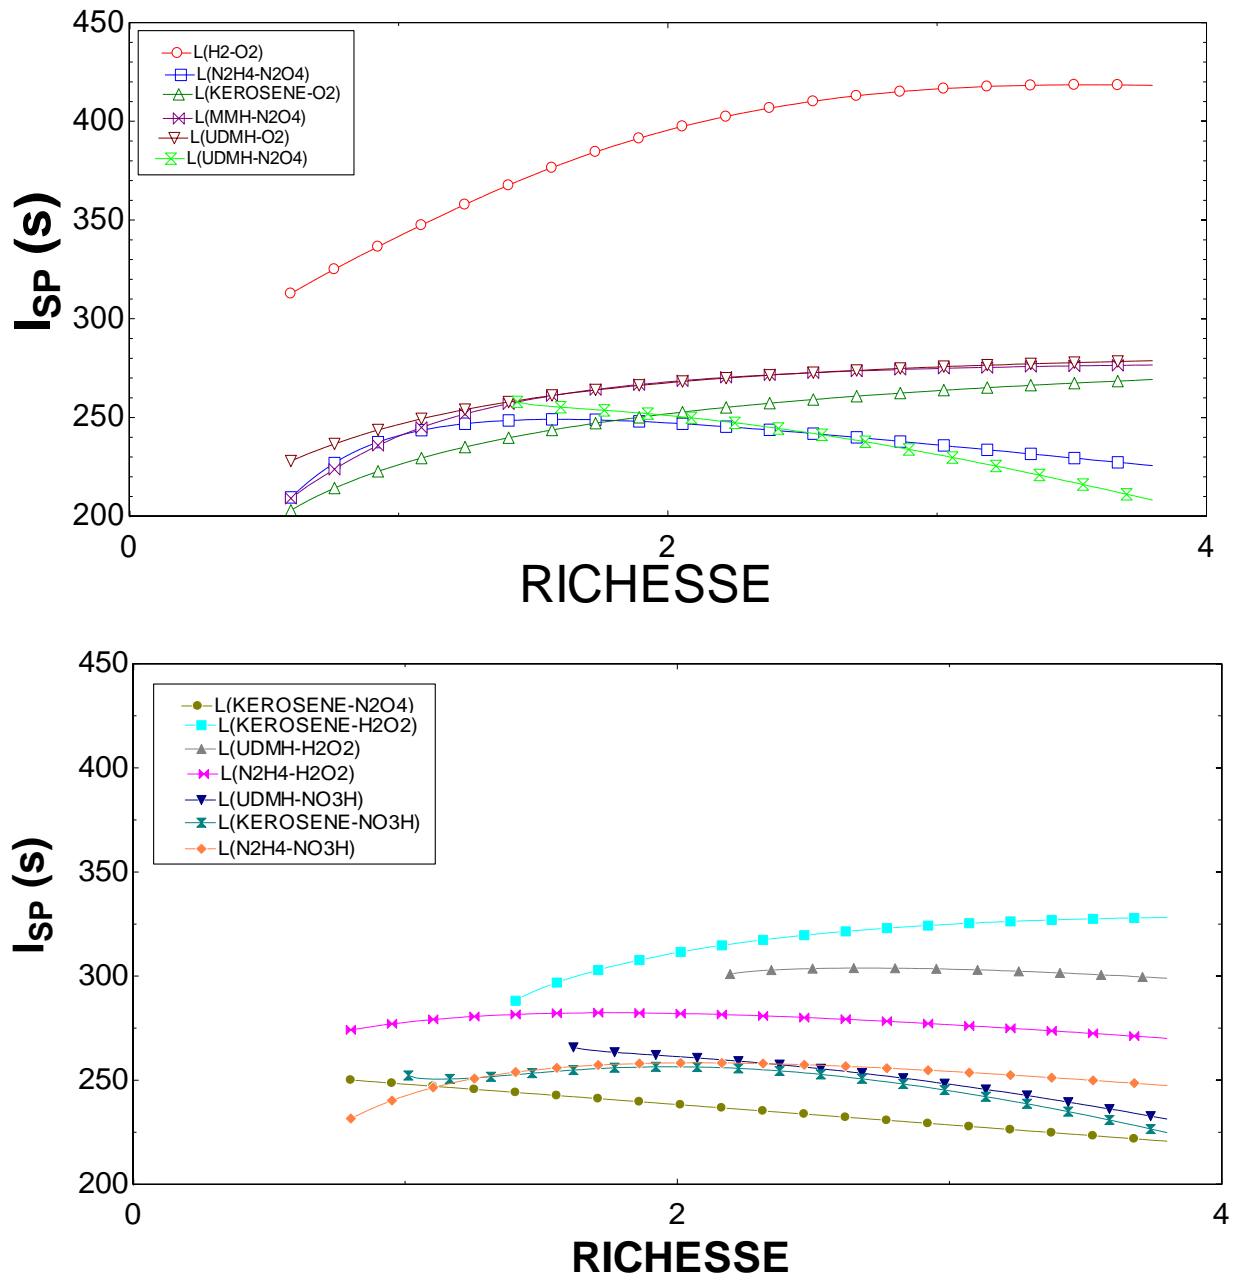 450
400
350
300
250
200
I SP (s)
L(H2-O2)
L(N2H4-N2O4)
L(KEROSENE-O2)
L(MMH-N2O4)
L(UDMH-O2)
L(UDMH-N2O4)
0 2 4
RICHESSE
450
400
350
300
250
200
I SP (s)
L(KEROSENE-N2O4)
L(KEROSENE-H2O2)
L(UDMH-H2O2)
L(N2H4-H2O2)
L(UDMH-NO3H)
L(KEROSENE-NO3H)
L(N2H4-NO3H)
0 2 4
RICHESSE